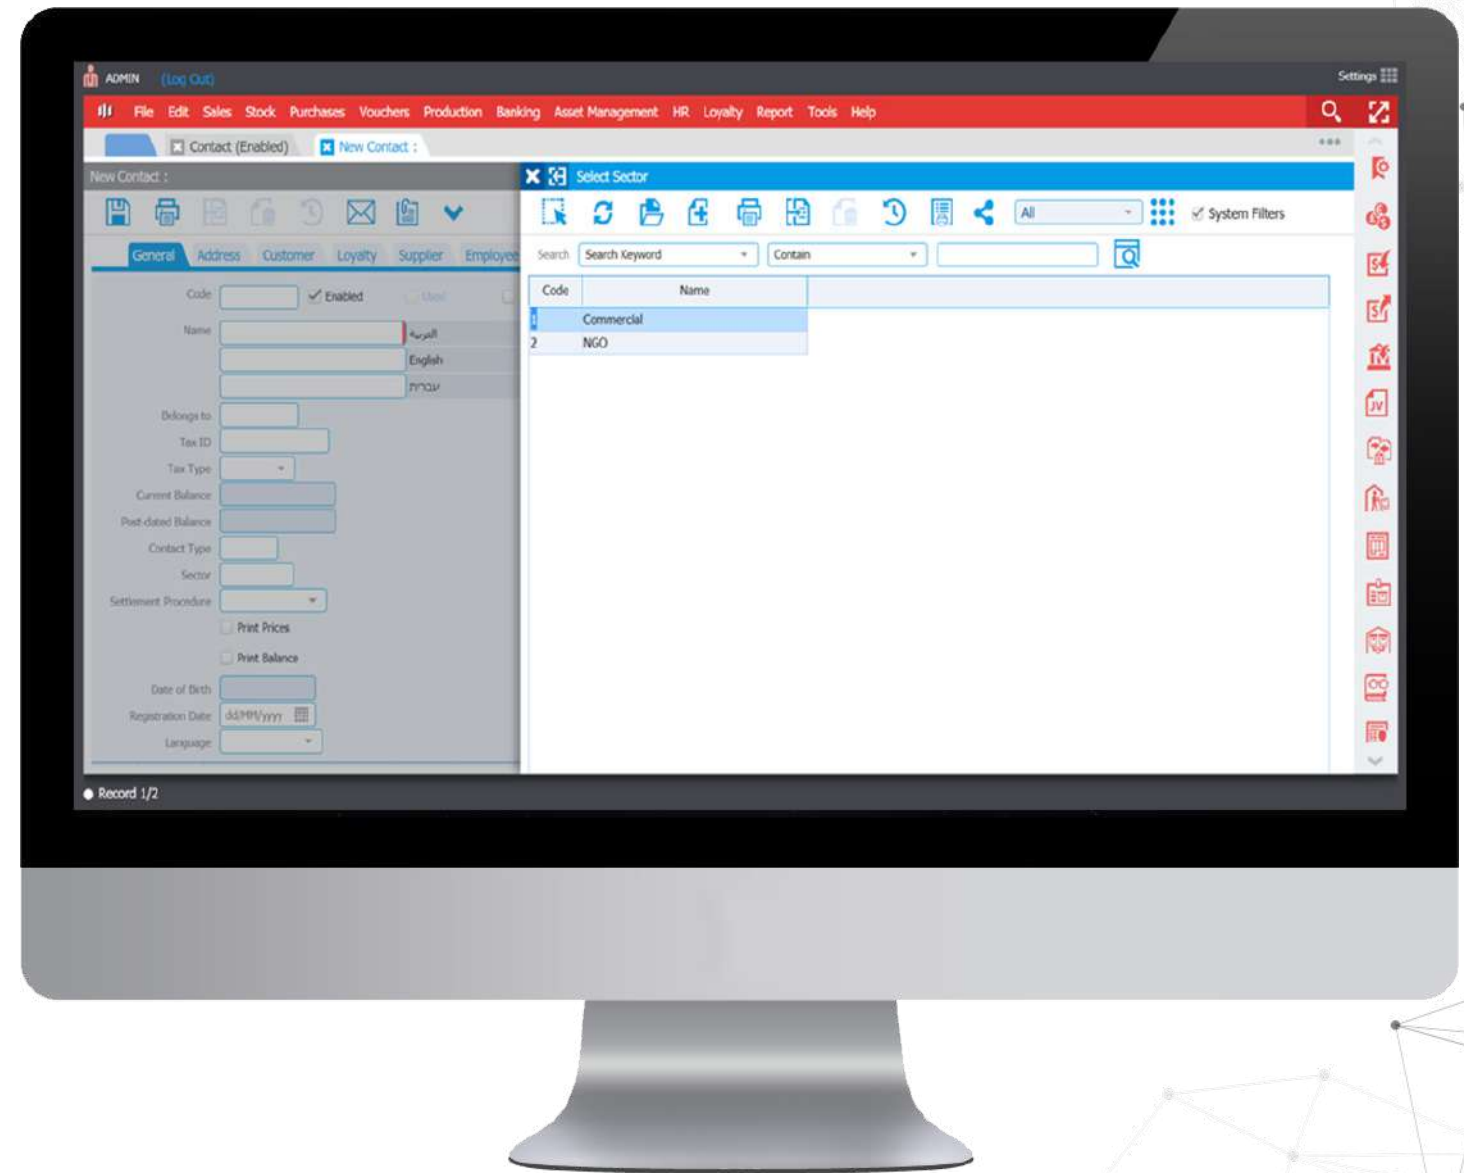 ADMIN (Log Out) Settings
File Edit Sales Stock Purchases Vouchers Production Banking Asset Management HR Loyalty Report Tools Help
Contact (Enabled) New Contact :
New Contact : Select Sector
All System Filters
General Address Customer Loyalty Supplier Employee
Search Search Keyword Contain
Code Enabled Used
Code Name
1 Commercial
2 NGO
Name العربية
English
עברית
Belongs to
Tax ID
Tax Type
Current Balance
Post-dated Balance
Contact Type
Sector
Settlement Procedure
Print Prices
Print Balance
Date of Birth
Registration Date dd/MM/yyyy
Language
JV
Record 1/2